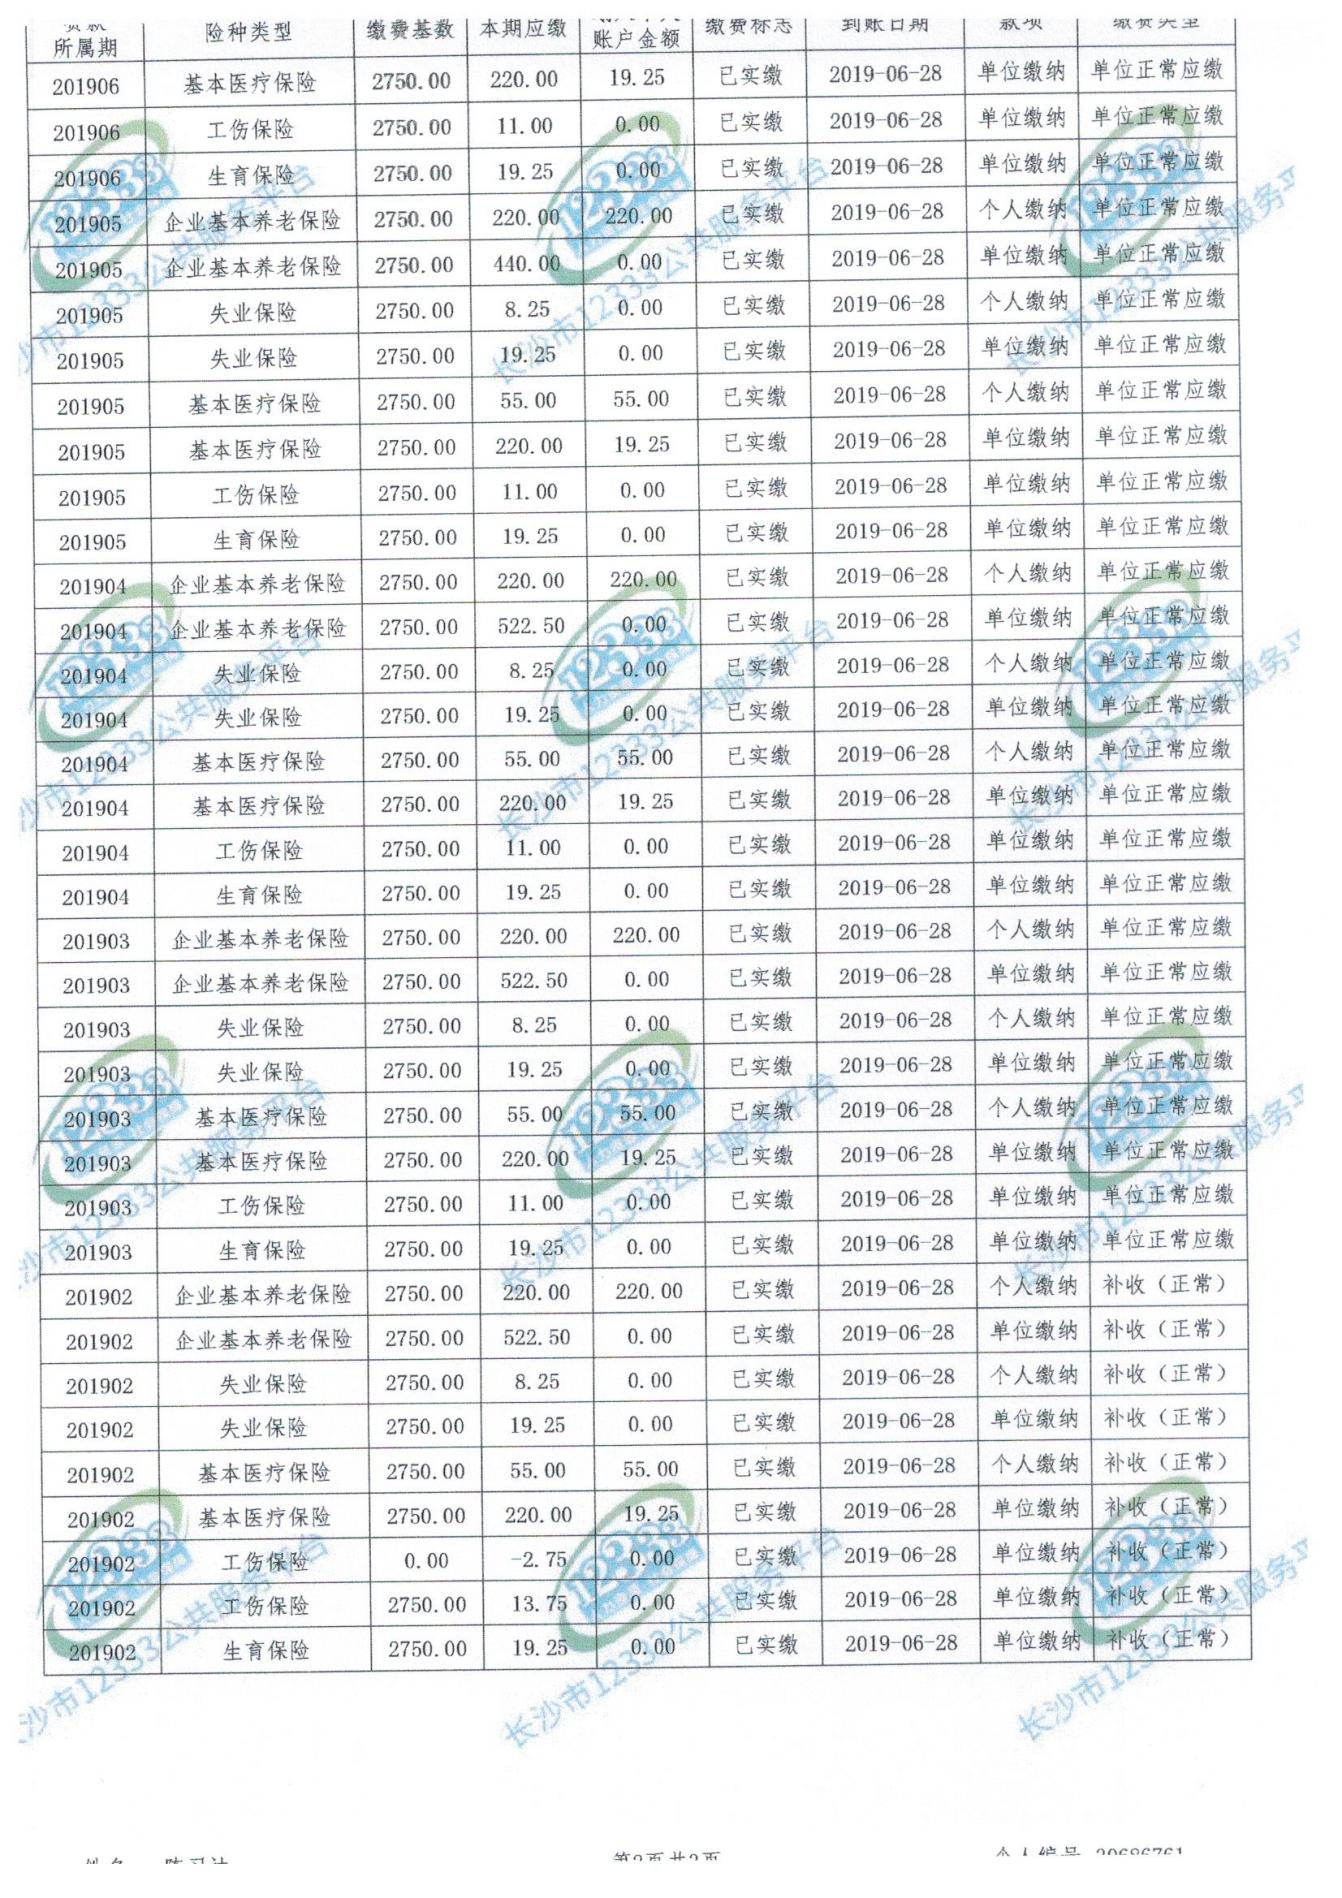 所属期 险种类型 缴费基数 本期应缴 账户金额 缴费标志 到账日期 款项 缴费类型
201906 基本医疗保险 2750.00 220.00 19.25 已实缴 2019-06-28 单位缴纳 单位正常应缴
201906 工伤保险 2750.00 11.00 0.00 已实缴 2019-06-28 单位缴纳 单位正常应缴
201906 生育保险 2750.00 19.25 0.00 已实缴 2019-06-28 单位缴纳 单位正常应缴
201905 企业基本养老保险 2750.00 220.00 220.00 已实缴 2019-06-28 个人缴纳 单位正常应缴
201905 企业基本养老保险 2750.00 440.00 0.00 已实缴 2019-06-28 单位缴纳 单位正常应缴
201905 失业保险 2750.00 8.25 0.00 已实缴 2019-06-28 个人缴纳 单位正常应缴
201905 失业保险 2750.00 19.25 0.00 已实缴 2019-06-28 单位缴纳 单位正常应缴
201905 基本医疗保险 2750.00 55.00 55.00 已实缴 2019-06-28 个人缴纳 单位正常应缴
201905 基本医疗保险 2750.00 220.00 19.25 已实缴 2019-06-28 单位缴纳 单位正常应缴
201905 工伤保险 2750.00 11.00 0.00 已实缴 2019-06-28 单位缴纳 单位正常应缴
201905 生育保险 2750.00 19.25 0.00 已实缴 2019-06-28 单位缴纳 单位正常应缴
201904 企业基本养老保险 2750.00 220.00 220.00 已实缴 2019-06-28 个人缴纳 单位正常应缴
201904 企业基本养老保险 2750.00 522.50 0.00 已实缴 2019-06-28 单位缴纳 单位正常应缴
201904 失业保险 2750.00 8.25 0.00 已实缴 2019-06-28 个人缴纳 单位正常应缴
201904 失业保险 2750.00 19.25 0.00 已实缴 2019-06-28 单位缴纳 单位正常应缴
201904 基本医疗保险 2750.00 55.00 55.00 已实缴 2019-06-28 个人缴纳 单位正常应缴
201904 基本医疗保险 2750.00 220.00 19.25 已实缴 2019-06-28 单位缴纳 单位正常应缴
201904 工伤保险 2750.00 11.00 0.00 已实缴 2019-06-28 单位缴纳 单位正常应缴
201904 生育保险 2750.00 19.25 0.00 已实缴 2019-06-28 单位缴纳 单位正常应缴
201903 企业基本养老保险 2750.00 220.00 220.00 已实缴 2019-06-28 个人缴纳 单位正常应缴
201903 企业基本养老保险 2750.00 522.50 0.00 已实缴 2019-06-28 单位缴纳 单位正常应缴
201903 失业保险 2750.00 8.25 0.00 已实缴 2019-06-28 个人缴纳 单位正常应缴
201903 失业保险 2750.00 19.25 0.00 已实缴 2019-06-28 单位缴纳 单位正常应缴
201903 基本医疗保险 2750.00 55.00 55.00 已实缴 2019-06-28 个人缴纳 单位正常应缴
201903 基本医疗保险 2750.00 220.00 19.25 已实缴 2019-06-28 单位缴纳 单位正常应缴
201903 工伤保险 2750.00 11.00 0.00 已实缴 2019-06-28 单位缴纳 单位正常应缴
201903 生育保险 2750.00 19.25 0.00 已实缴 2019-06-28 单位缴纳 单位正常应缴
201902 企业基本养老保险 2750.00 220.00 220.00 已实缴 2019-06-28 个人缴纳 补收（正常）
201902 企业基本养老保险 2750.00 522.50 0.00 已实缴 2019-06-28 单位缴纳 补收（正常）
201902 失业保险 2750.00 8.25 0.00 已实缴 2019-06-28 个人缴纳 补收（正常）
201902 失业保险 2750.00 19.25 0.00 已实缴 2019-06-28 单位缴纳 补收（正常）
201902 基本医疗保险 2750.00 55.00 55.00 已实缴 2019-06-28 个人缴纳 补收（正常）
201902 基本医疗保险 2750.00 220.00 19.25 已实缴 2019-06-28 单位缴纳 补收（正常）
201902 工伤保险 0.00 -2.75 0.00 已实缴 2019-06-28 单位缴纳 补收（正常）
201902 工伤保险 2750.00 13.75 0.00 已实缴 2019-06-28 单位缴纳 补收（正常）
201902 生育保险 2750.00 19.25 0.00 已实缴 2019-06-28 单位缴纳 补收（正常）
长沙市12333公共服务平台